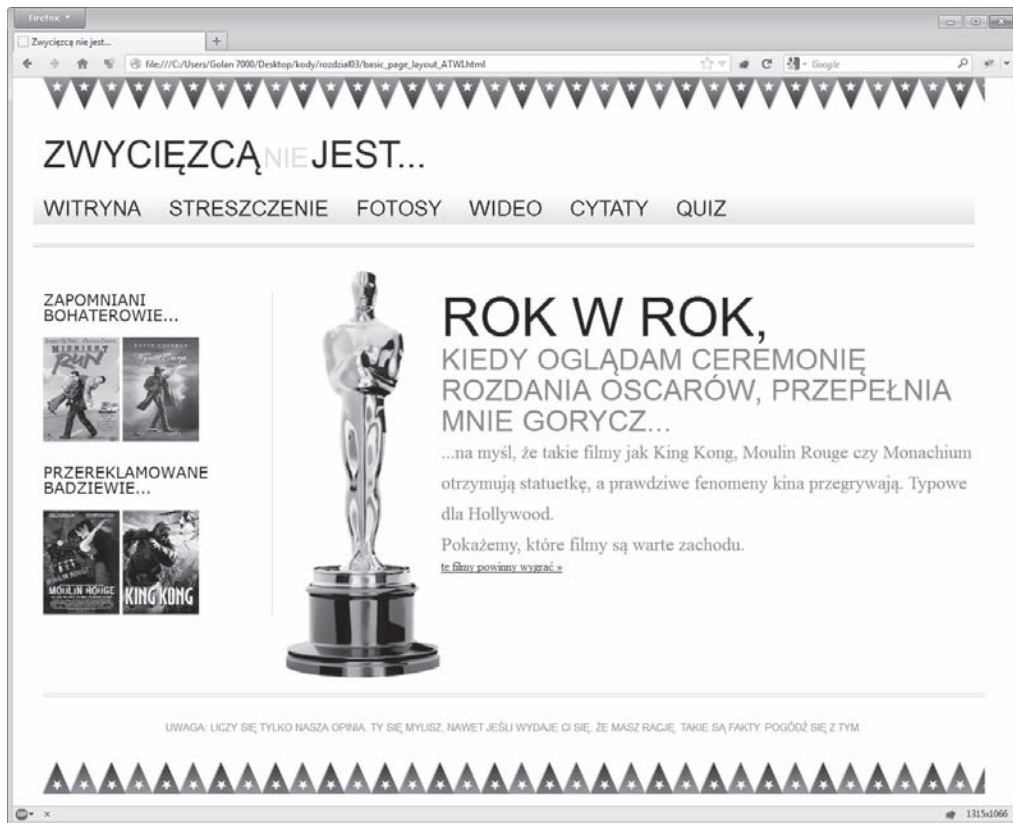 Firefox
Zwycięzcą nie jest...
file:///C:/Users/Golan 7000/Desktop/kody/rozdzial03/basic_page_layout_ATWI.html
Google
ZWYCIĘZCĄ NIE JEST...
WITRYNA STRESZCZENIE FOTOSY WIDEO CYTATY QUIZ
ZAPOMNIANI
BOHATEROWIE...
MIDNIGHT
RUN
PRZEREKLAMOWANE
BADZIEWIE...
MOULIN ROUGE
KING KONG
ROK W ROK,
KIEDY OGLĄDAM CEREMONIĘ
ROZDANIA OSCARÓW, PRZEPEŁNIA
MNIE GORYCZ...
...na myśl, że takie filmy jak King Kong, Moulin Rouge czy Monachium
otrzymują statuetkę, a prawdziwe fenomeny kina przegrywają. Typowe
dla Hollywood.
Pokażemy, które filmy są warte zachodu.
te filmy powinny wygrać »
UWAGA: LICZY SIĘ TYLKO NASZA OPINIA. TY SIĘ MYLISZ, NAWET JEŚLI WYDAJE CI SIĘ, ŻE MASZ RACJĘ. TAKIE SĄ FAKTY. POGÓDŹ SIĘ Z TYM.
1315x1066